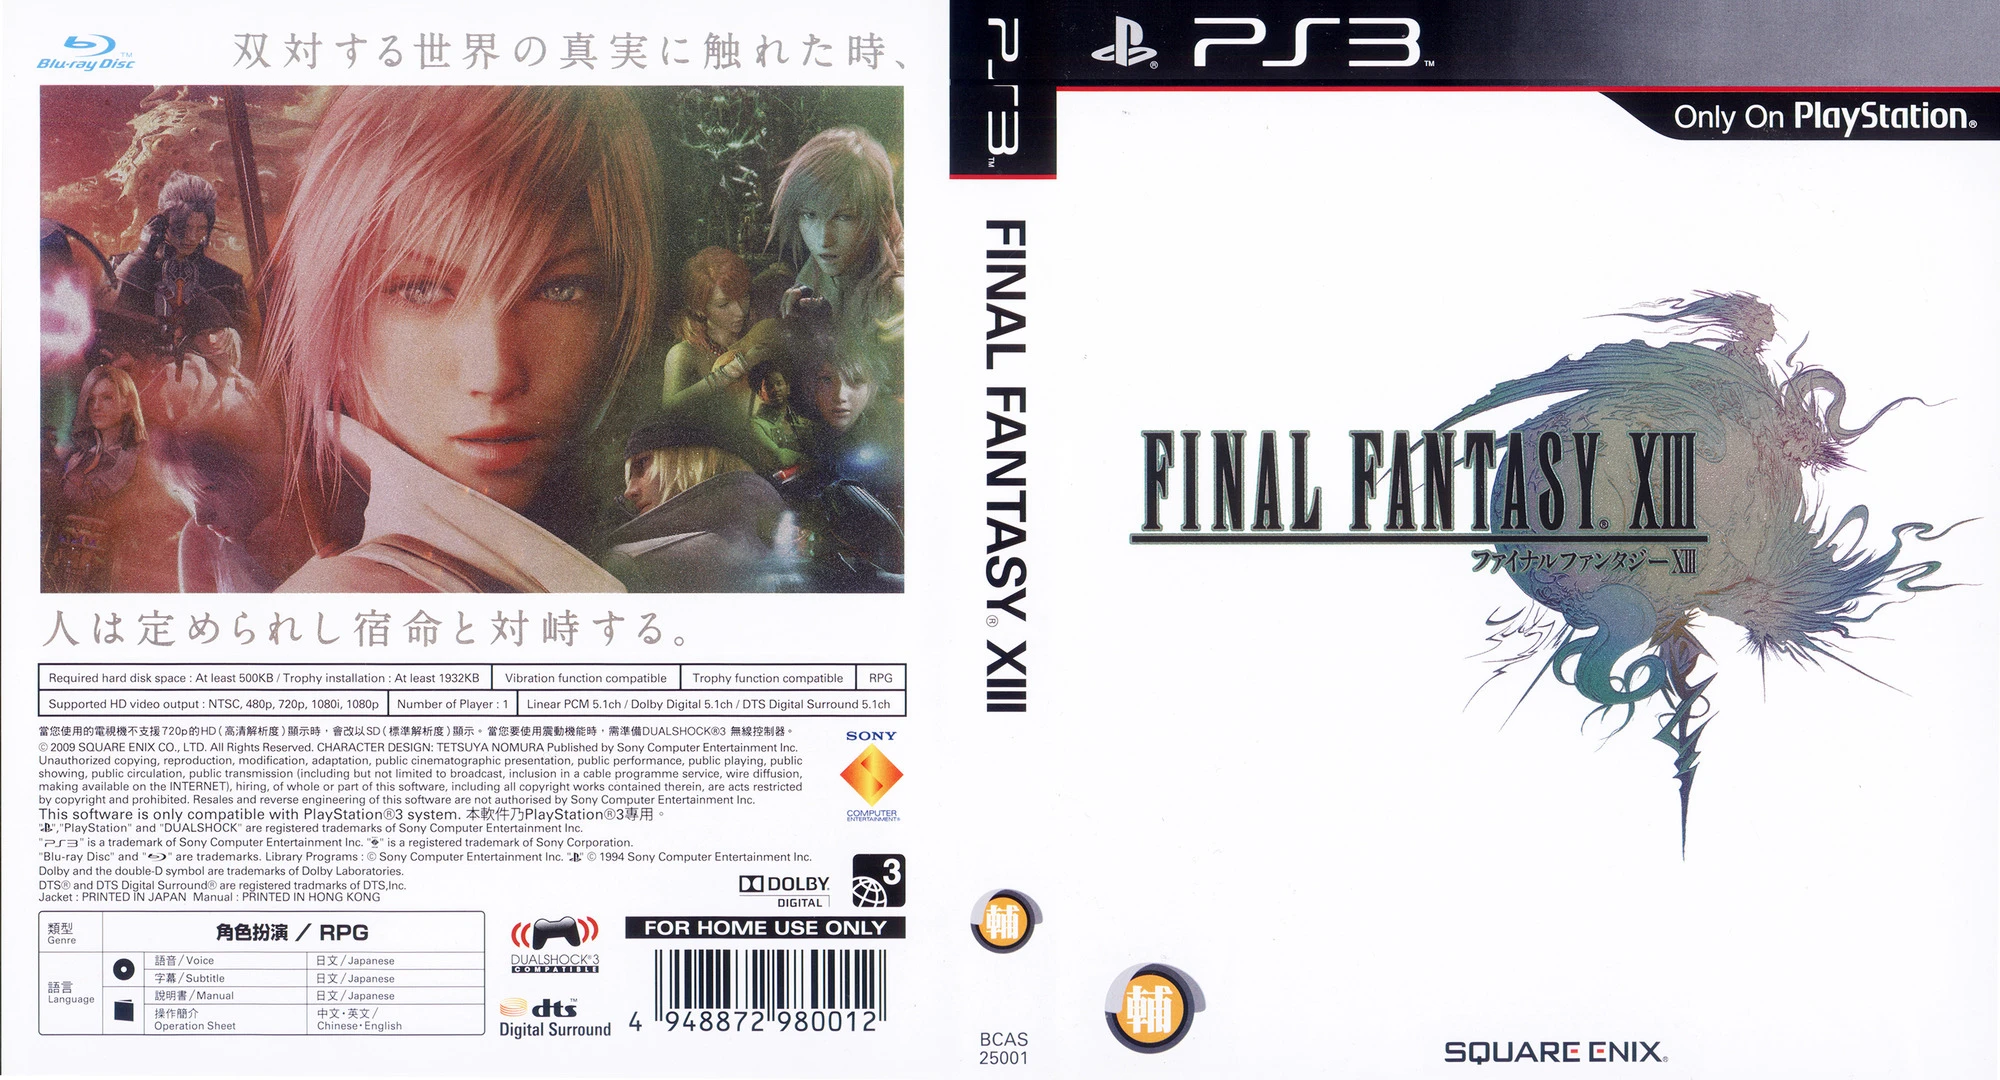 Blu-ray Disc™
双対する世界の真実に触れた時、
人は定められし宿命と対峙する。
Required hard disk space : At least 500KB / Trophy installation : At least 1932KB
Vibration function compatible
Trophy function compatible
RPG
Supported HD video output : NTSC, 480p, 720p, 1080i, 1080p
Number of Player : 1
Linear PCM 5.1ch / Dolby Digital 5.1ch / DTS Digital Surround 5.1ch
當您使用的電視機不支援720p的HD(高清解析度)顯示時，會改以SD(標準解析度)顯示。當您要使用震動機能時，需準備DUALSHOCK®3 無線控制器。
© 2009 SQUARE ENIX CO., LTD. All Rights Reserved. CHARACTER DESIGN: TETSUYA NOMURA Published by Sony Computer Entertainment Inc.
Unauthorized copying, reproduction, modification, adaptation, public cinematographic presentation, public performance, public playing, public
showing, public circulation, public transmission (including but not limited to broadcast, inclusion in a cable programme service, wire diffusion,
making available on the INTERNET), hiring, of whole or part of this software, including all copyright works contained therein, are acts restricted
by copyright and prohibited. Resales and reverse engineering of this software are not authorised by Sony Computer Entertainment Inc.
This software is only compatible with PlayStation®3 system. 本軟件乃PlayStation®3專用。
"","PlayStation" and "DUALSHOCK" are registered trademarks of Sony Computer Entertainment Inc.
"PS3" is a trademark of Sony Computer Entertainment Inc. "" is a registered trademark of Sony Corporation.
"Blu-ray Disc" and "" are trademarks. Library Programs : © Sony Computer Entertainment Inc. "" © 1994 Sony Computer Entertainment Inc.
Dolby and the double-D symbol are trademarks of Dolby Laboratories.
DTS® and DTS Digital Surround® are registered tradmarks of DTS,Inc.
Jacket : PRINTED IN JAPAN Manual : PRINTED IN HONG KONG
SONY
COMPUTER
ENTERTAINMENT®
DOLBY
DIGITAL
3
類型
Genre
角色扮演 / RPG
語言
Language
語音/Voice
日文/Japanese
字幕/Subtitle
日文/Japanese
說明書/Manual
日文/Japanese
操作簡介
Operation Sheet
中文・英文/
Chinese・English
DUALSHOCK®3
COMPATIBLE
dts™
Digital Surround
FOR HOME USE ONLY
4 948872 980012
PS3™
FINAL FANTASY® XIII
輔
BCAS
25001
PS3™
Only On PlayStation®
FINAL FANTASY® XIII
ファイナルファンタジーXIII
輔
SQUARE ENIX®